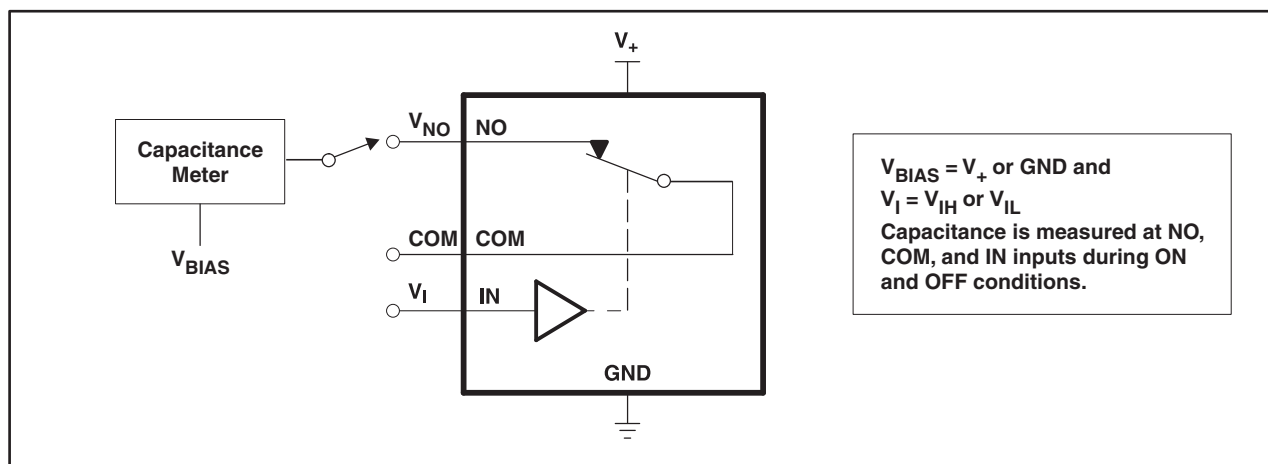 V+
Capacitance
Meter
VBIAS
VNO NO
COM COM
VI IN
GND
VBIAS = V+ or GND and
VI = VIH or VIL
Capacitance is measured at NO,
COM, and IN inputs during ON
and OFF conditions.